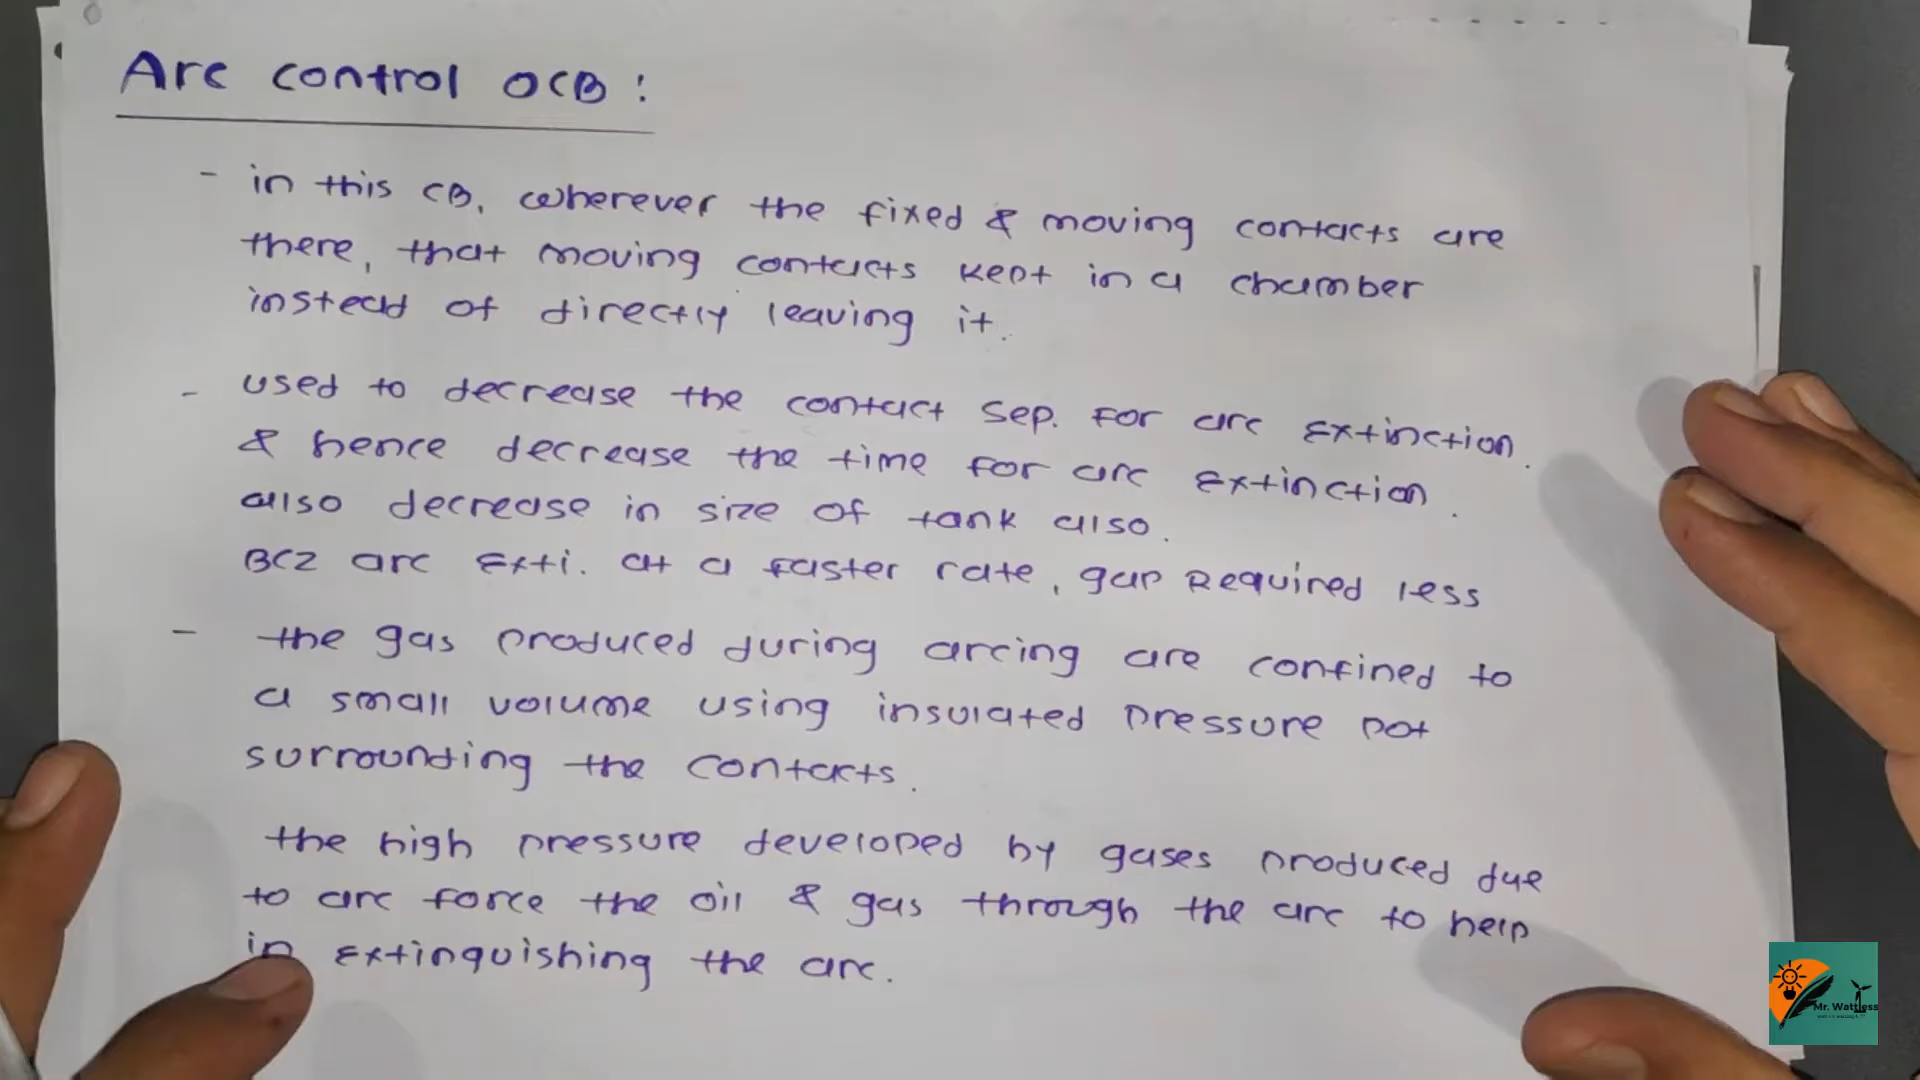 Arc control OCB :
- in this CB, wherever the fixed & moving contacts are
there, that moving contacts kept in a chamber
instead of directly leaving it.
- used to decrease the contact sep. for arc extinction.
& hence decrease the time for arc extinction.
also decrease in size of tank also.
BCZ arc Exti. at a faster rate, gap Required less
- the gas produced during arcing are confined to
a small volume using insulated pressure pot
surrounding the contacts.
the high pressure developed by gases produced due
to arc force the oil & gas through the arc to help
in extinguishing the arc.
Mr. Wattless